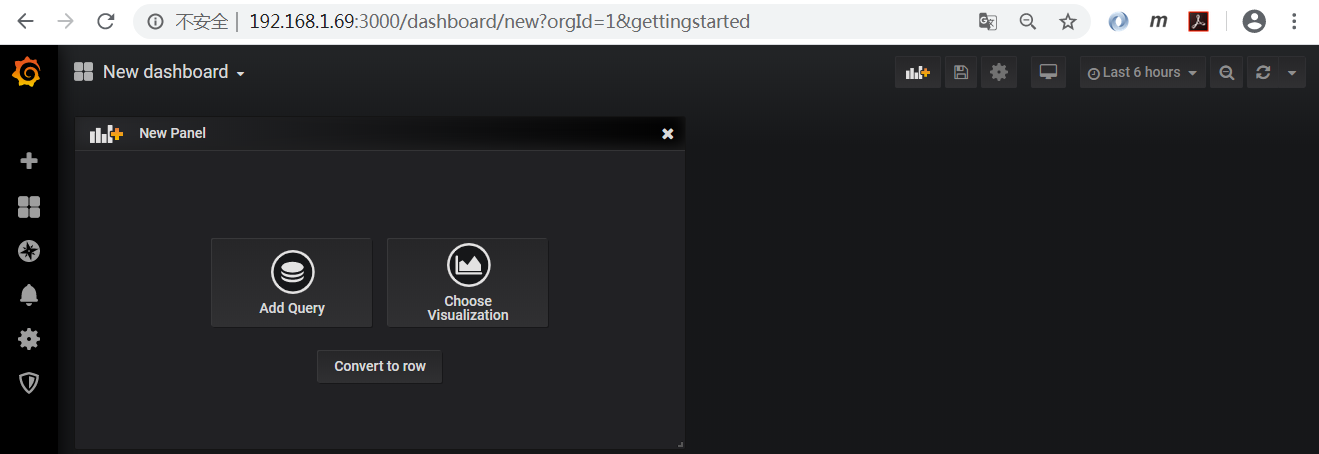 不安全 | 192.168.1.69:3000/dashboard/new?orgId=1&gettingstarted
New dashboard
Last 6 hours
New Panel
Add Query
Choose
Visualization
Convert to row